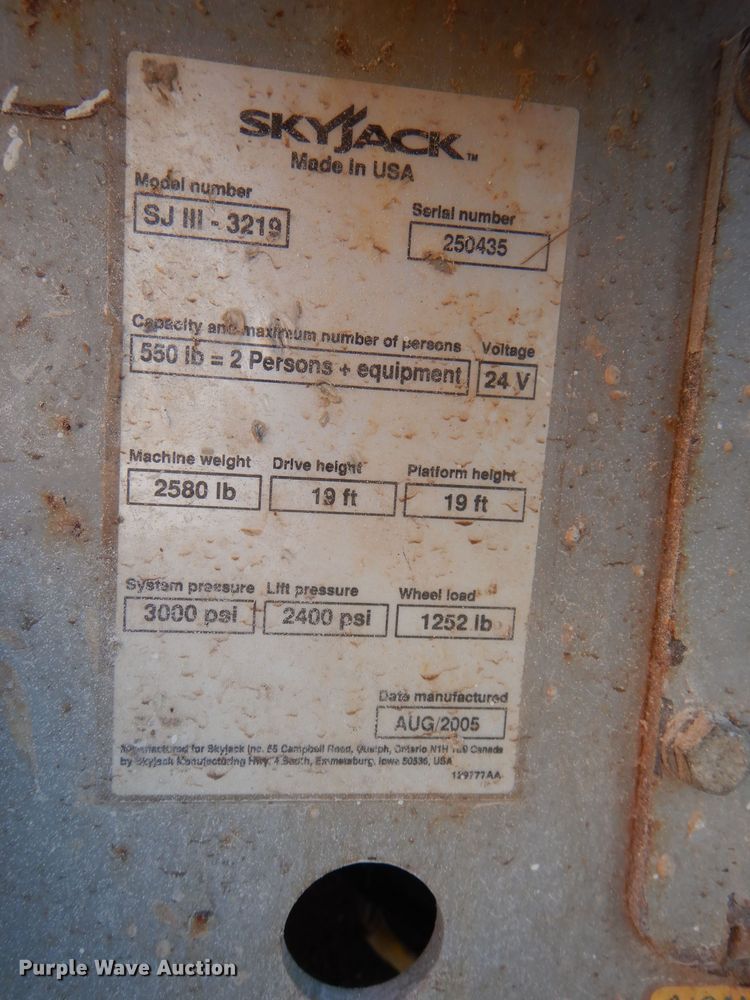 SKYJACK™
Made in USA
Model number
SJ III - 3219
Serial number
250435
Capacity and maximum number of persons
550 lb = 2 Persons + equipment
Voltage
24 V
Machine weight
2580 lb
Drive height
19 ft
Platform height
19 ft
System pressure
3000 psi
Lift pressure
2400 psi
Wheel load
1252 lb
Date manufactured
AUG/2005
Manufactured for Skyjack Inc. 55 Campbell Road, Guelph, Ontario N1H Canada
by Skyjack Manufacturing Hwy. 4 South, Emmetsburg, Iowa 50536, USA
129777AA
Purple Wave Auction